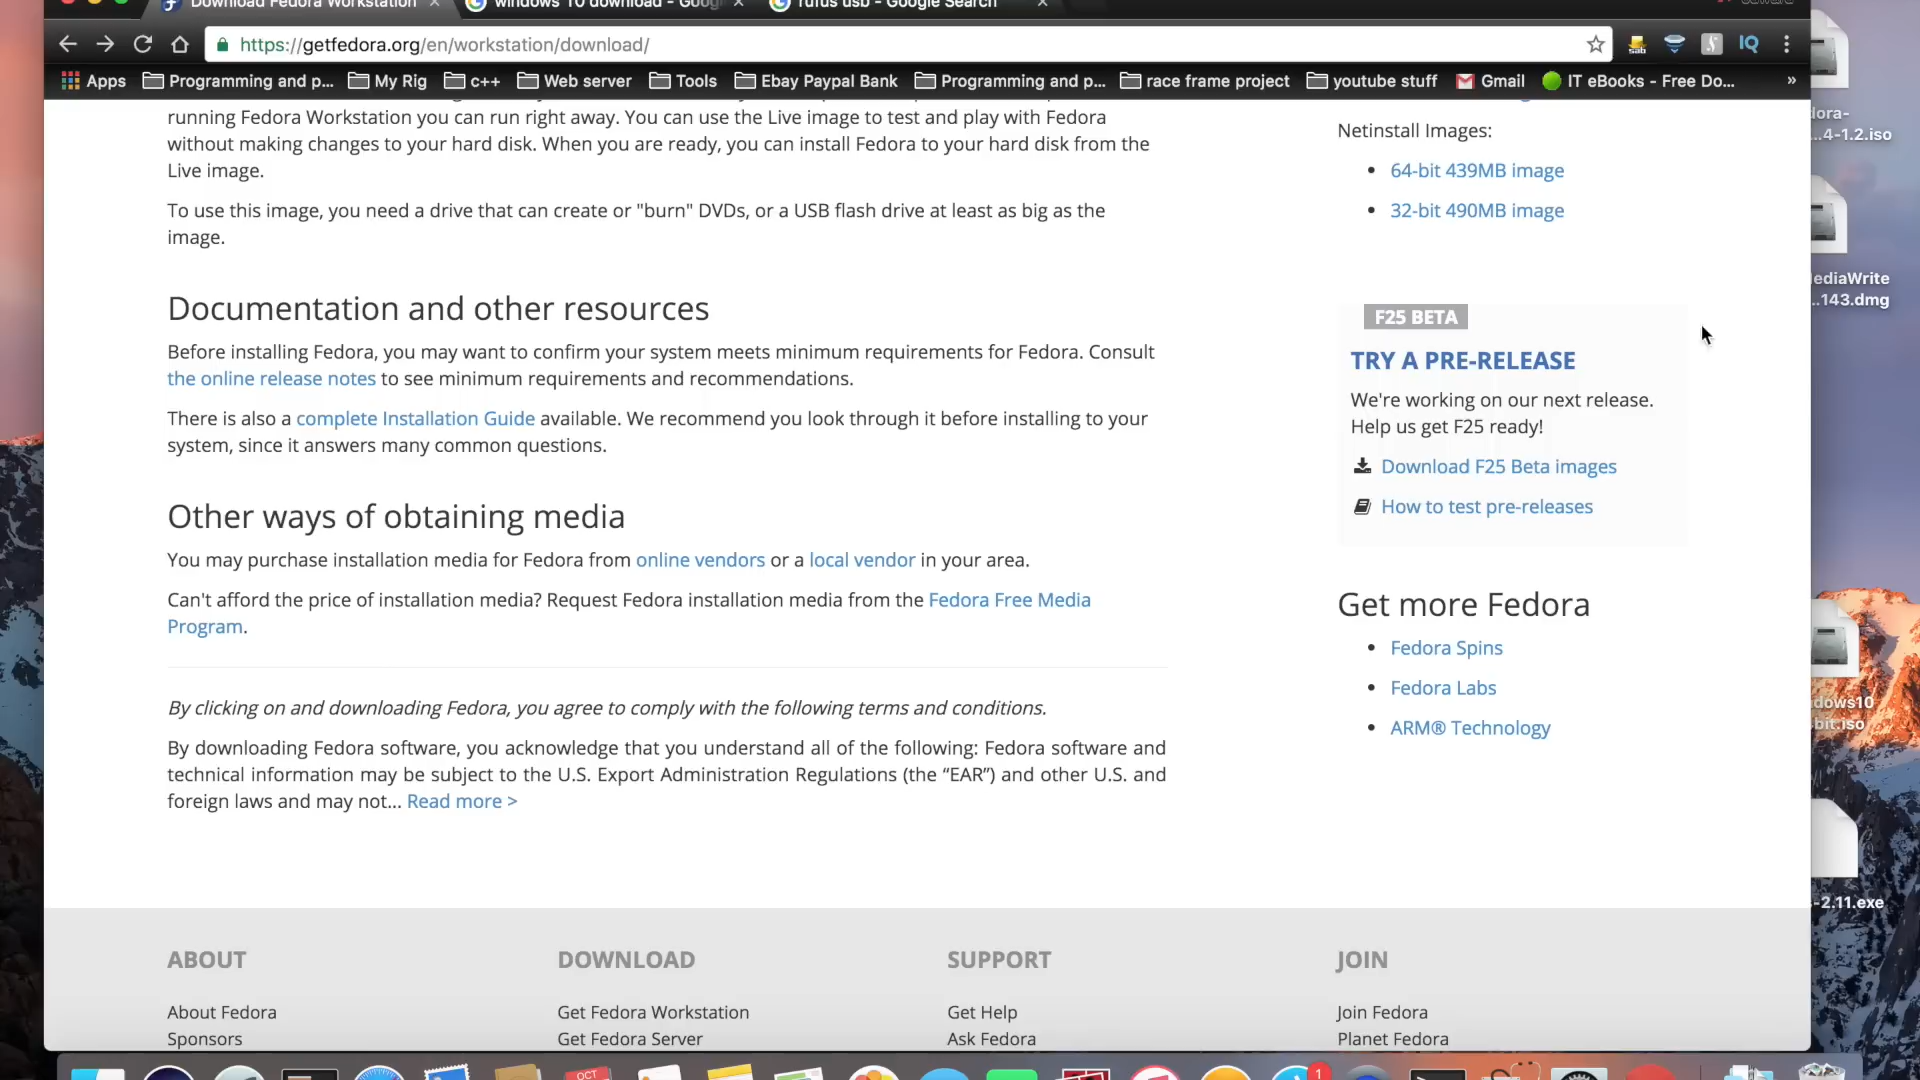 Download Fedora Workstation
windows 10 download - Goog
rufus usb - Google Search
https://getfedora.org/en/workstation/download/
sab
IQ
Apps
Programming and p...
My Rig
c++
Web server
Tools
Ebay Paypal Bank
Programming and p...
race frame project
youtube stuff
Gmail
IT eBooks - Free Do...
»
running Fedora Workstation you can run right away. You can use the Live image to test and play with Fedora
without making changes to your hard disk. When you are ready, you can install Fedora to your hard disk from the
Live image.
To use this image, you need a drive that can create or "burn" DVDs, or a USB flash drive at least as big as the
image.
Documentation and other resources
Before installing Fedora, you may want to confirm your system meets minimum requirements for Fedora. Consult
the online release notes to see minimum requirements and recommendations.
There is also a complete Installation Guide available. We recommend you look through it before installing to your
system, since it answers many common questions.
Other ways of obtaining media
You may purchase installation media for Fedora from online vendors or a local vendor in your area.
Can't afford the price of installation media? Request Fedora installation media from the Fedora Free Media
Program.
By clicking on and downloading Fedora, you agree to comply with the following terms and conditions.
By downloading Fedora software, you acknowledge that you understand all of the following: Fedora software and
technical information may be subject to the U.S. Export Administration Regulations (the “EAR”) and other U.S. and
foreign laws and may not... Read more >
Netinstall Images:
• 64-bit 439MB image
• 32-bit 490MB image
F25 BETA
TRY A PRE-RELEASE
We're working on our next release.
Help us get F25 ready!
Download F25 Beta images
How to test pre-releases
Get more Fedora
• Fedora Spins
• Fedora Labs
• ARM® Technology
ABOUT
About Fedora
Sponsors
DOWNLOAD
Get Fedora Workstation
Get Fedora Server
SUPPORT
Get Help
Ask Fedora
JOIN
Join Fedora
Planet Fedora
dora-
...4-1.2.iso
ediaWrite
...143.dmg
dows10
bit.iso
-2.11.exe
OCT
1